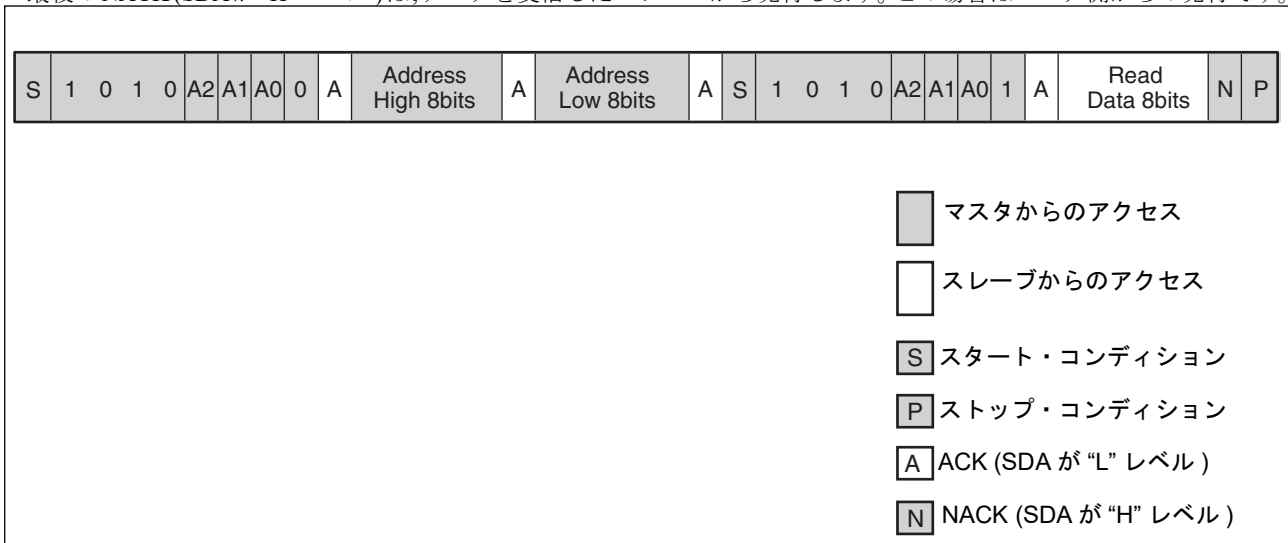 S 1 0 1 0 A2 A1 A0 0 A Address High 8bits A Address Low 8bits A S 1 0 1 0 A2 A1 A0 1 A Read Data 8bits N P
マスタからのアクセス
スレーブからのアクセス
S スタート・コンディション
P ストップ・コンディション
A ACK (SDA が “L” レベル )
N NACK (SDA が “H” レベル )